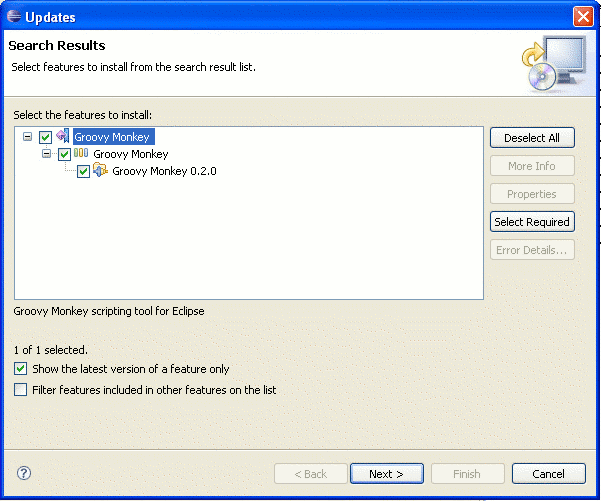 Updates
Search Results
Select features to install from the search result list.
Select the features to install:
Groovy Monkey
Groovy Monkey
Groovy Monkey 0.2.0
Deselect All
More Info
Properties
Select Required
Error Details...
Groovy Monkey scripting tool for Eclipse
1 of 1 selected.
Show the latest version of a feature only
Filter features included in other features on the list
? < Back Next > Finish Cancel